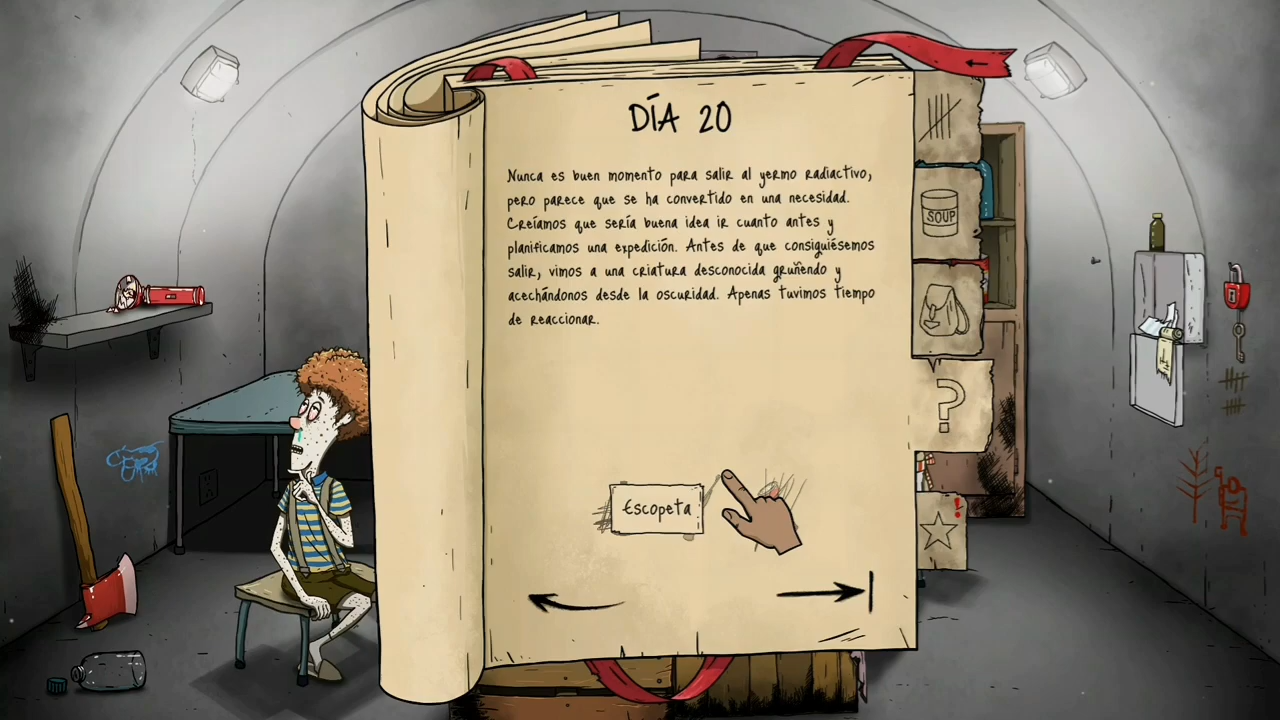 DÍA 20
Nunca es buen momento para salir al yermo radiactivo,
pero parece que se ha convertido en una necesidad.
Creíamos que sería buena idea ir cuanto antes y
planificamos una expedición. Antes de que consiguiésemos
salir, vimos a una criatura desconocida gruñendo y
acechándonos desde la oscuridad. Apenas tuvimos tiempo
de reaccionar.
Escopeta
SOUP
?
!